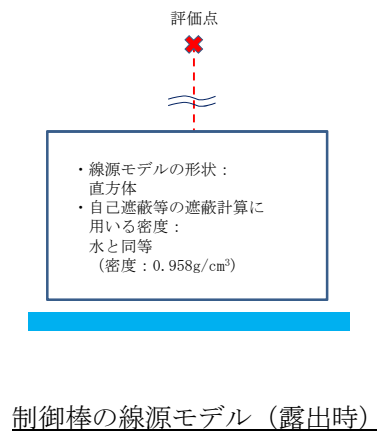 評価点
・線源モデルの形状：
直方体
・自己遮蔽等の遮蔽計算に
用いる密度：
水と同等
（密度：0.958g/cm³）
制御棒の線源モデル（露出時）